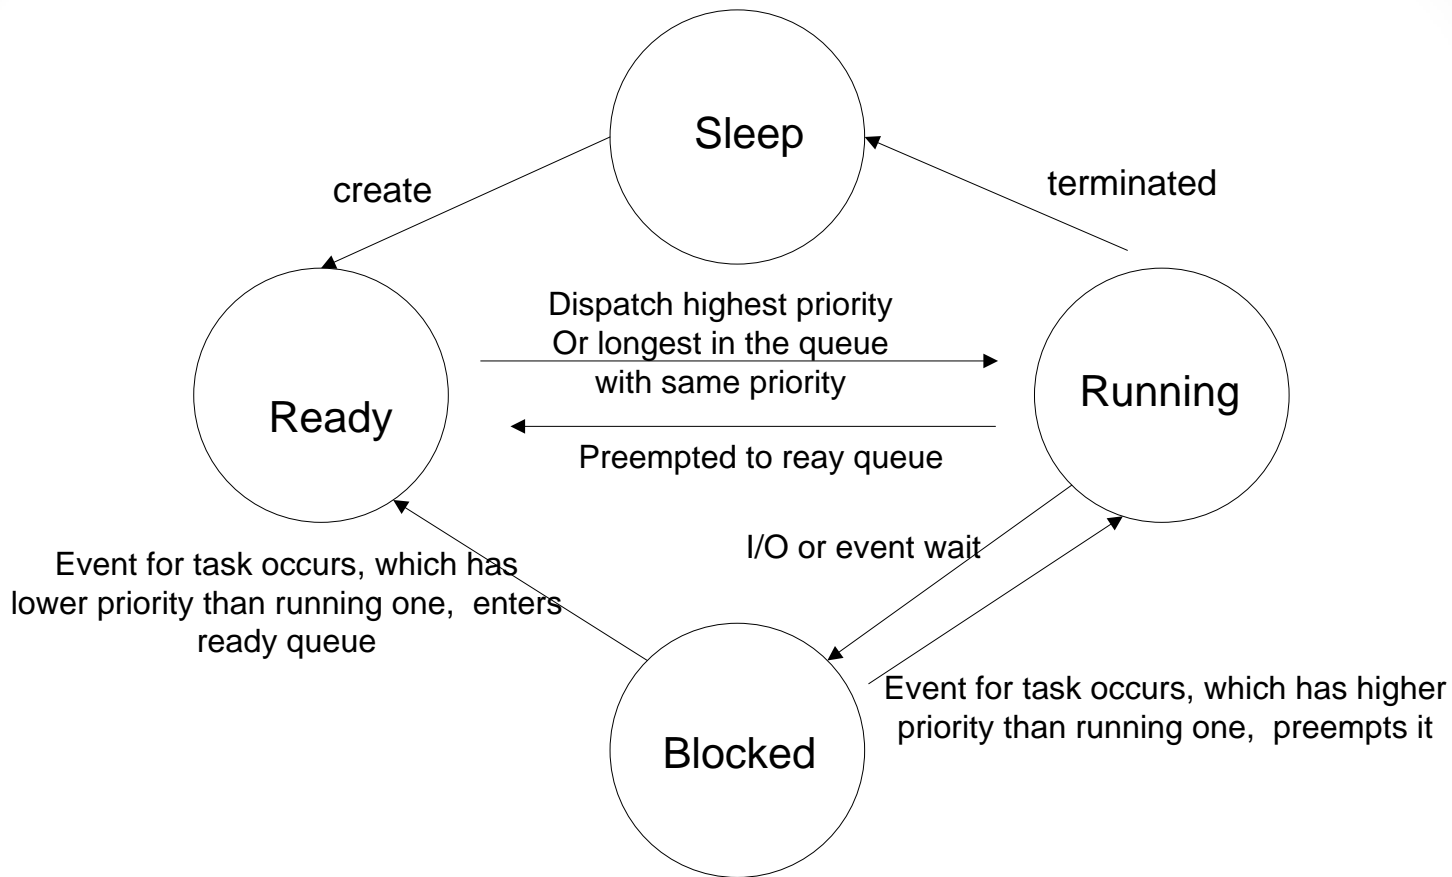 Sleep
create
terminated
Dispatch highest priority
Or longest in the queue
with same priority
Ready
Running
Preempted to reay queue
I/O or event wait
Event for task occurs, which has
lower priority than running one, enters
ready queue
Event for task occurs, which has higher
priority than running one, preempts it
Blocked